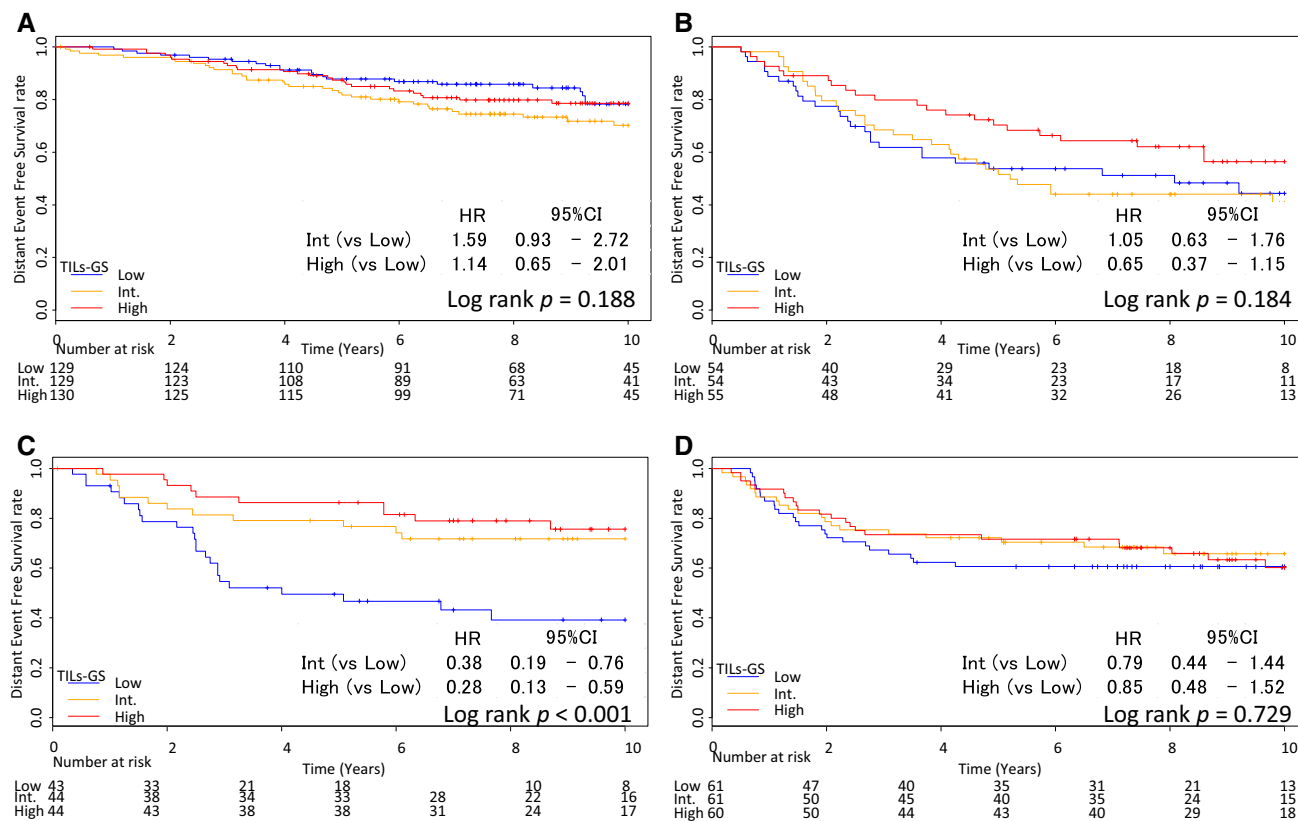 A
Distant Event Free Survival rate
1.0
0.8
0.6
0.4
0.2
0.0
HR 95%CI
Int (vs Low) 1.59 0.93 – 2.72
High (vs Low) 1.14 0.65 – 2.01
Log rank p = 0.188
TILs-GS
Low
Int.
High
0 2 4 6 8 10
Number at risk
Time (Years)
Low 129 124 110 91 68 45
Int. 129 123 108 89 63 41
High 130 125 115 99 71 45
B
Distant Event Free Survival rate
1.0
0.8
0.6
0.4
0.2
0.0
HR 95%CI
Int (vs Low) 1.05 0.63 – 1.76
High (vs Low) 0.65 0.37 – 1.15
Log rank p = 0.184
TILs-GS
Low
Int.
High
0 2 4 6 8 10
Number at risk
Time (Years)
Low 54 40 29 23 18 8
Int. 54 43 34 23 17 11
High 55 48 41 32 26 13
C
Distant Event Free Survival rate
1.0
0.8
0.6
0.4
0.2
0.0
HR 95%CI
Int (vs Low) 0.38 0.19 – 0.76
High (vs Low) 0.28 0.13 – 0.59
Log rank p < 0.001
TILs-GS
Low
Int.
High
0 2 4 6 8 10
Number at risk
Time (Years)
Low 43 33 21 18 10 8
Int. 44 38 34 33 28 22 16
High 44 43 38 38 31 24 17
D
Distant Event Free Survival rate
1.0
0.8
0.6
0.4
0.2
0.0
HR 95%CI
Int (vs Low) 0.79 0.44 – 1.44
High (vs Low) 0.85 0.48 – 1.52
Log rank p = 0.729
TILs-GS
Low
Int.
High
0 2 4 6 8 10
Number at risk
Time (Years)
Low 61 47 40 35 31 21 13
Int. 61 50 45 40 35 24 15
High 60 50 44 43 40 29 18